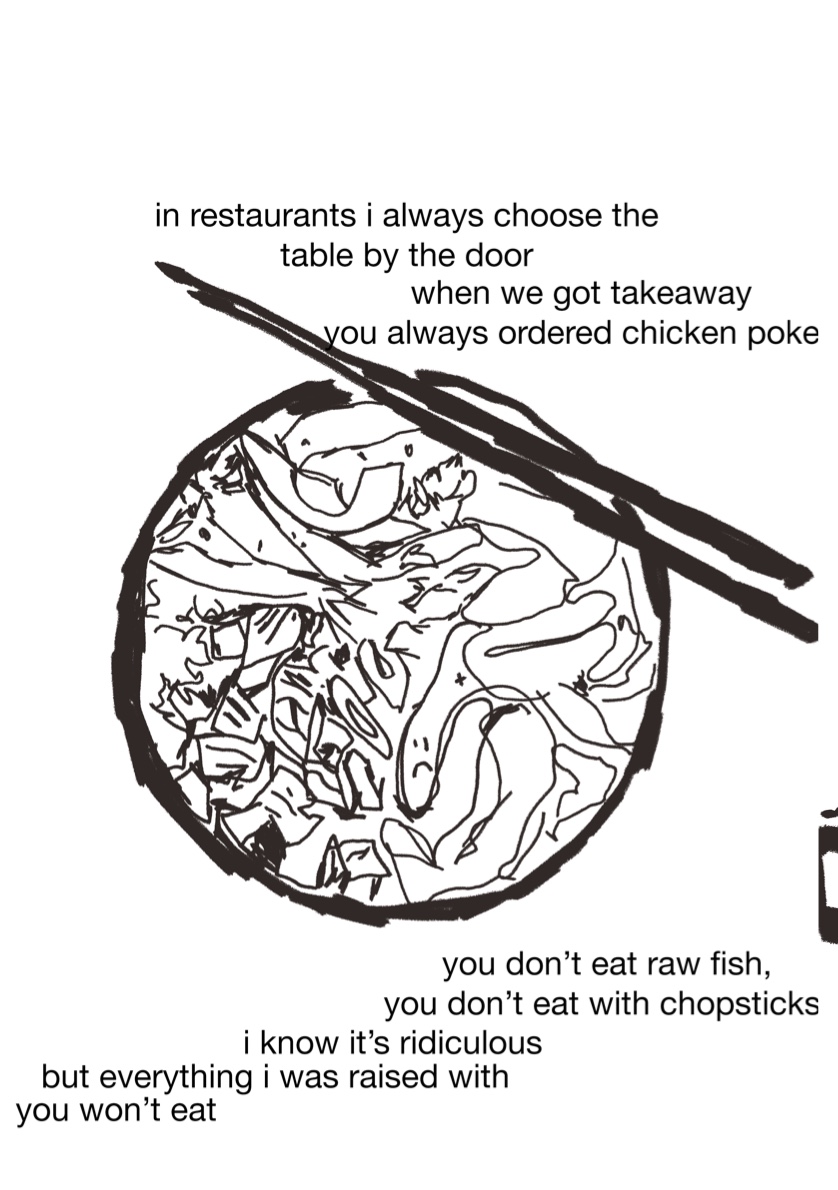 in restaurants i always choose the
table by the door
when we got takeaway
you always ordered chicken poke
you don’t eat raw fish,
you don’t eat with chopsticks
i know it’s ridiculous
but everything i was raised with
you won’t eat